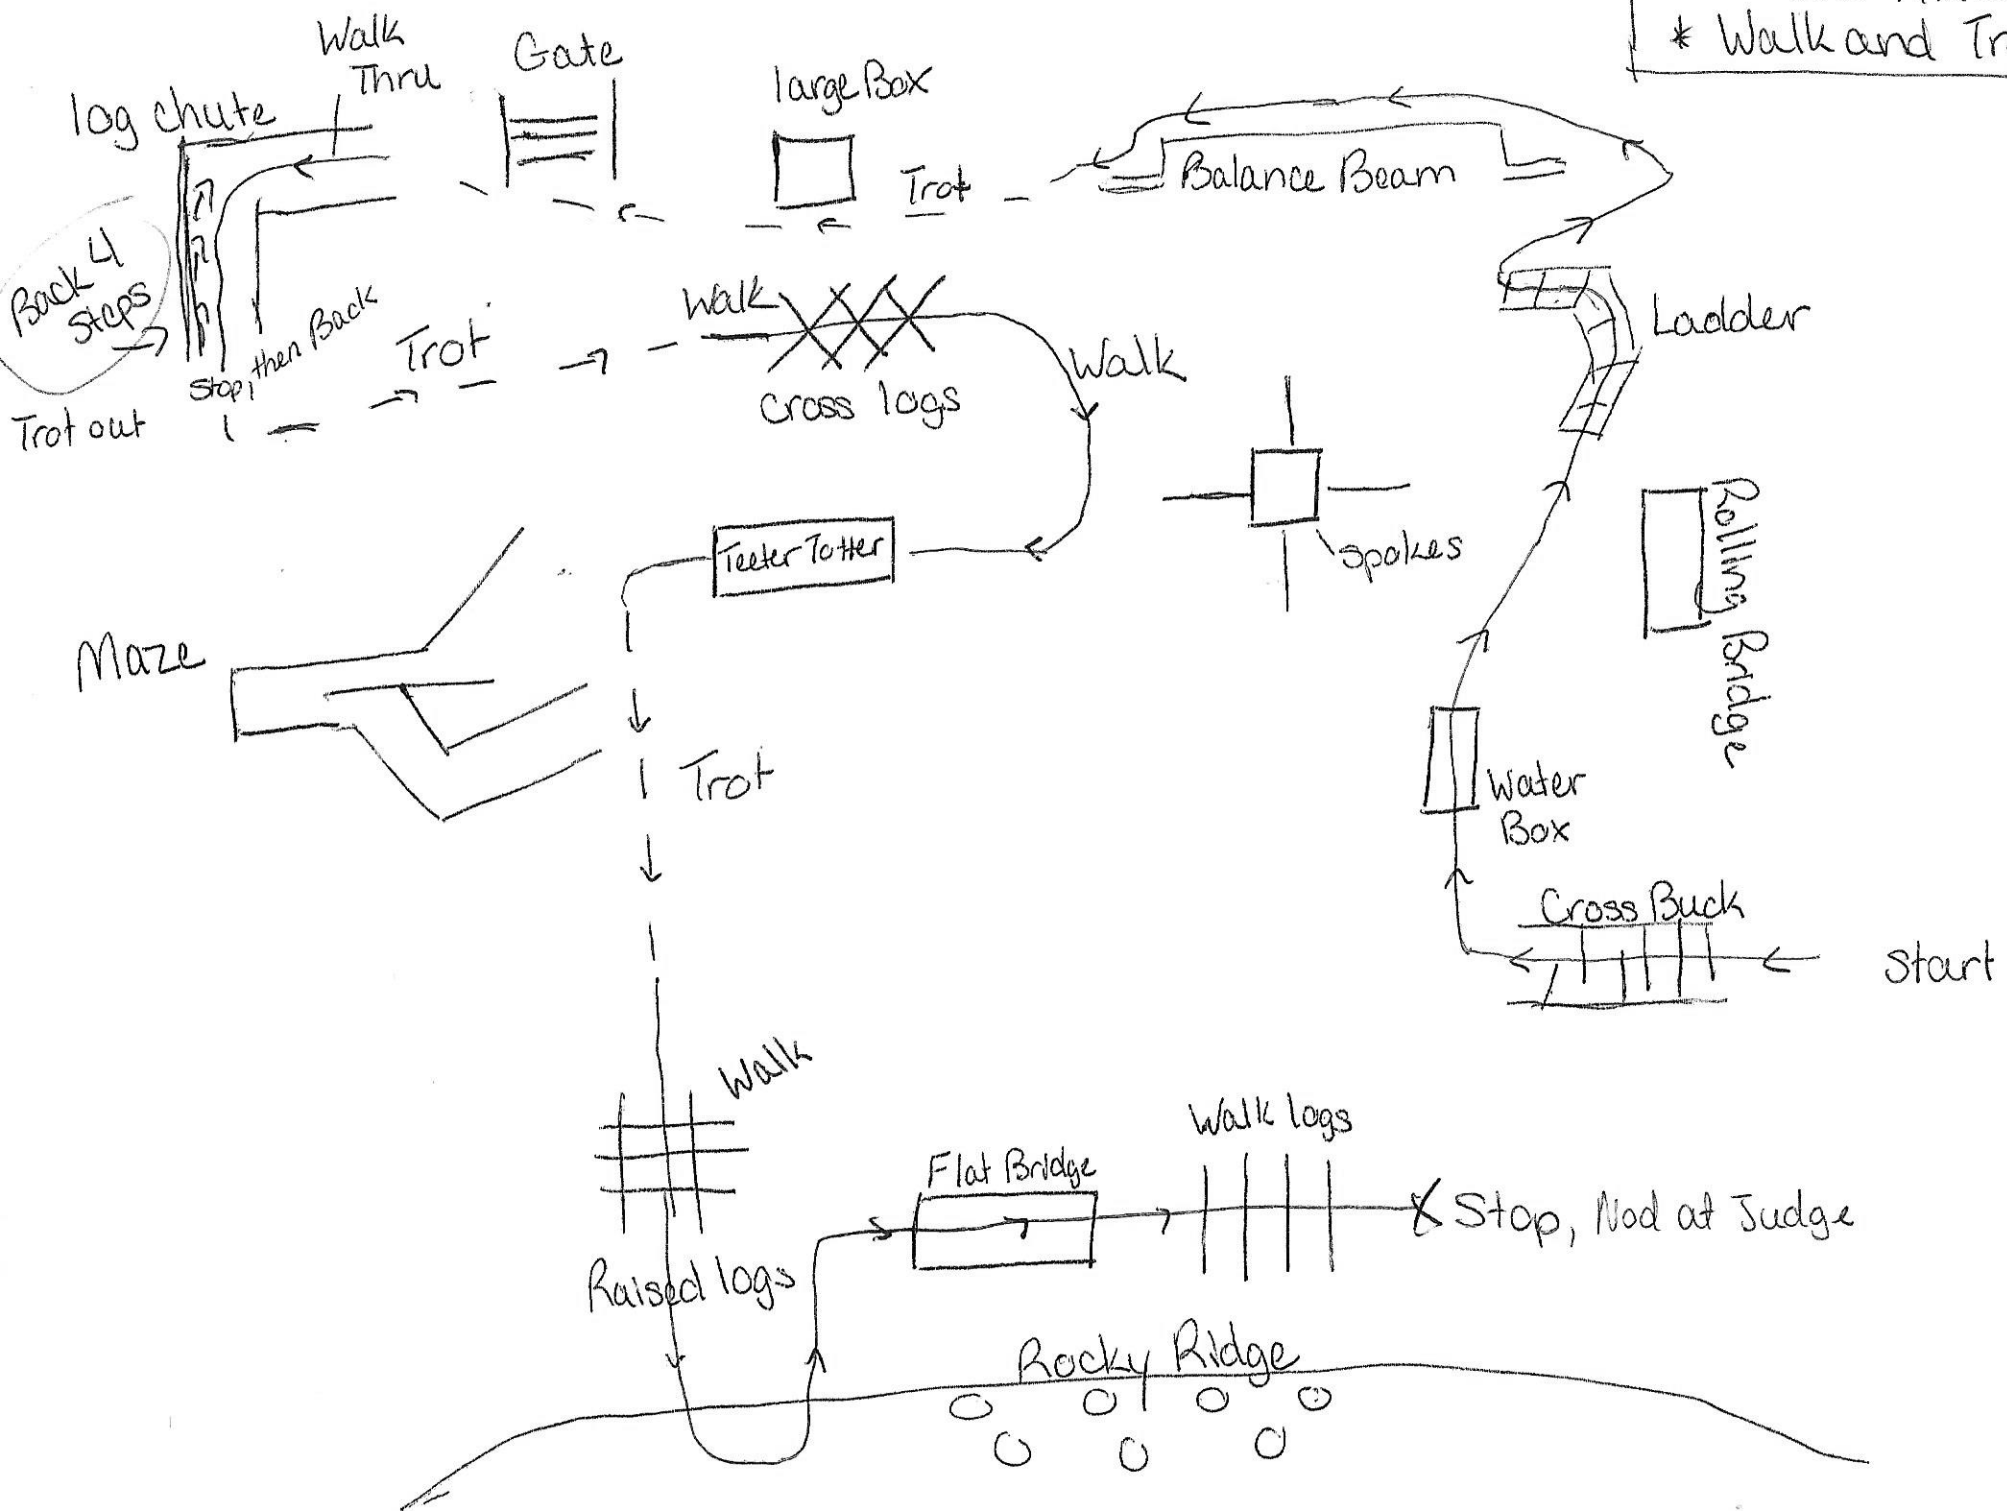 * Walk and
Walk
Thru
Gate
large Box
log chute
Trot
Balance Beam
Back 4
Steps
Stop, then Back
Trot out
Trot
Walk
Cross logs
Walk
Ladder
Teeter Totter
Spokes
Rolling Bridge
Maze
Trot
Water
Box
Cross Buck
Start
Walk
Raised logs
Flat Bridge
Walk logs
X Stop, Nod at Judge
Rocky Ridge